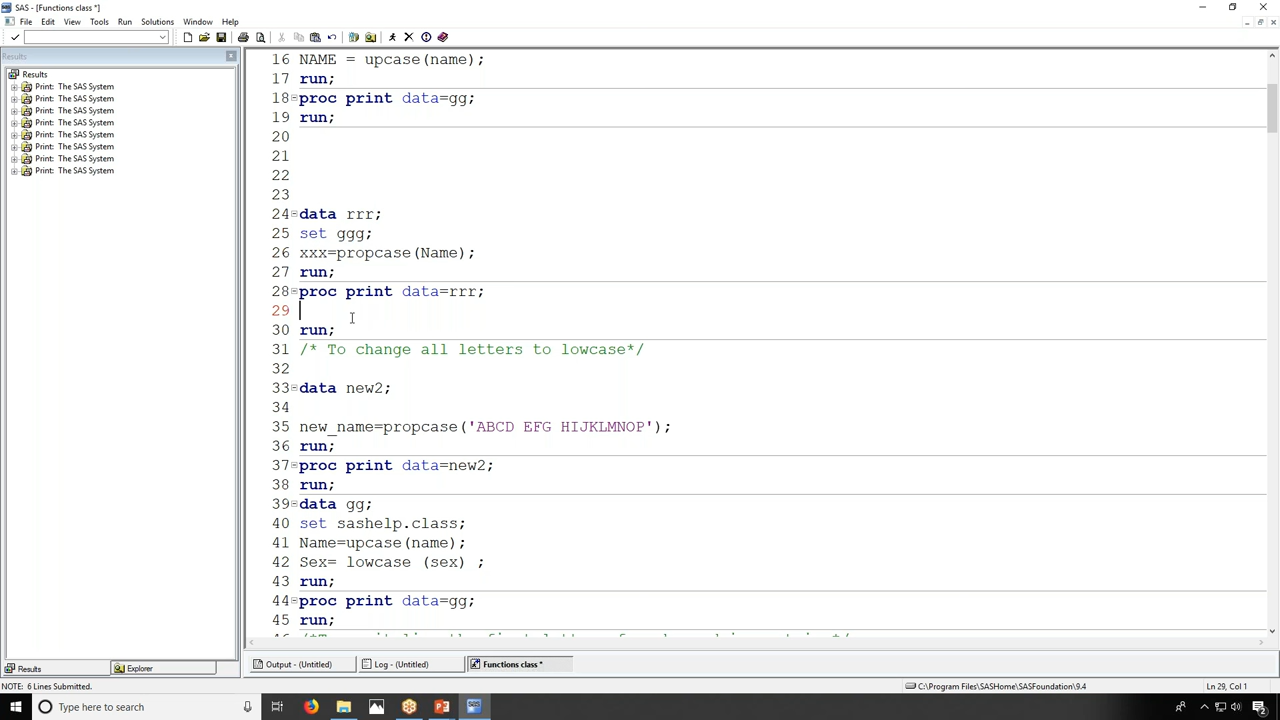 SAS - [Functions class *]
File Edit View Tools Run Solutions Window Help
Results
Results
Print: The SAS System
Print: The SAS System
Print: The SAS System
Print: The SAS System
Print: The SAS System
Print: The SAS System
Print: The SAS System
Print: The SAS System
16 NAME = upcase(name);
17 run;
18 proc print data=gg;
19 run;
20
21
22
23
24 data rrr;
25 set ggg;
26 xxx=propcase(Name);
27 run;
28 proc print data=rrr;
29
30 run;
31 /* To change all letters to lowcase*/
32
33 data new2;
34
35 new_name=propcase('ABCD EFG HIJKLMNOP');
36 run;
37 proc print data=new2;
38 run;
39 data gg;
40 set sashelp.class;
41 Name=upcase(name);
42 Sex= lowcase (sex) ;
43 run;
44 proc print data=gg;
45 run;
Results Explorer Output - (Untitled) Log - (Untitled) Functions class *
NOTE: 6 Lines Submitted. C:\Program Files\SASHome\SASFoundation\9.4 Ln 29, Col 1
Type here to search